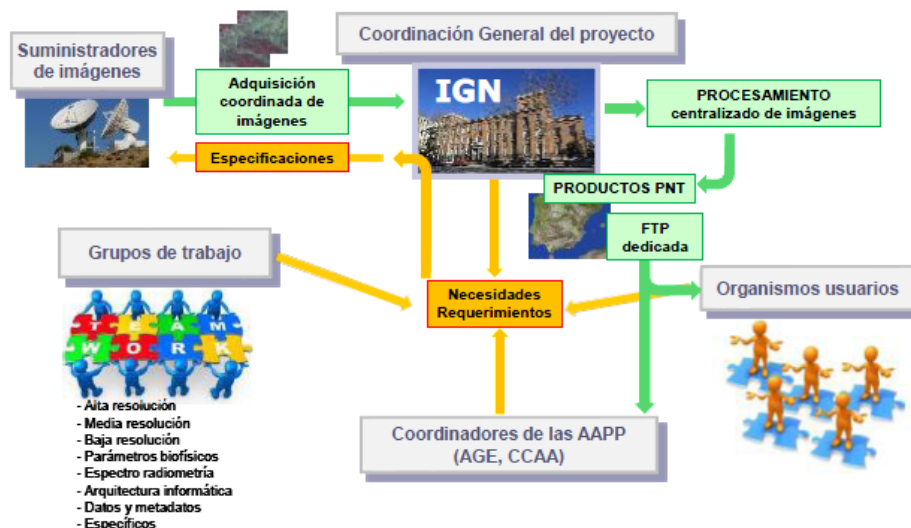 Suministradores
de imágenes
Coordinación General del proyecto
Adquisición
coordinada de
imágenes
IGN
PROCESAMIENTO
centralizado de imágenes
Especificaciones
PRODUCTOS PNT
FTP
dedicada
Grupos de trabajo
Necesidades
Requerimientos
Organismos usuarios
TEAM
WORK
- Alta resolución
- Media resolución
- Baja resolución
- Parámetros biofísicos
- Espectro radiometría
- Arquitectura informática
- Datos y metadatos
- Específicos
Coordinadores de las AAPP
(AGE, CCAA)